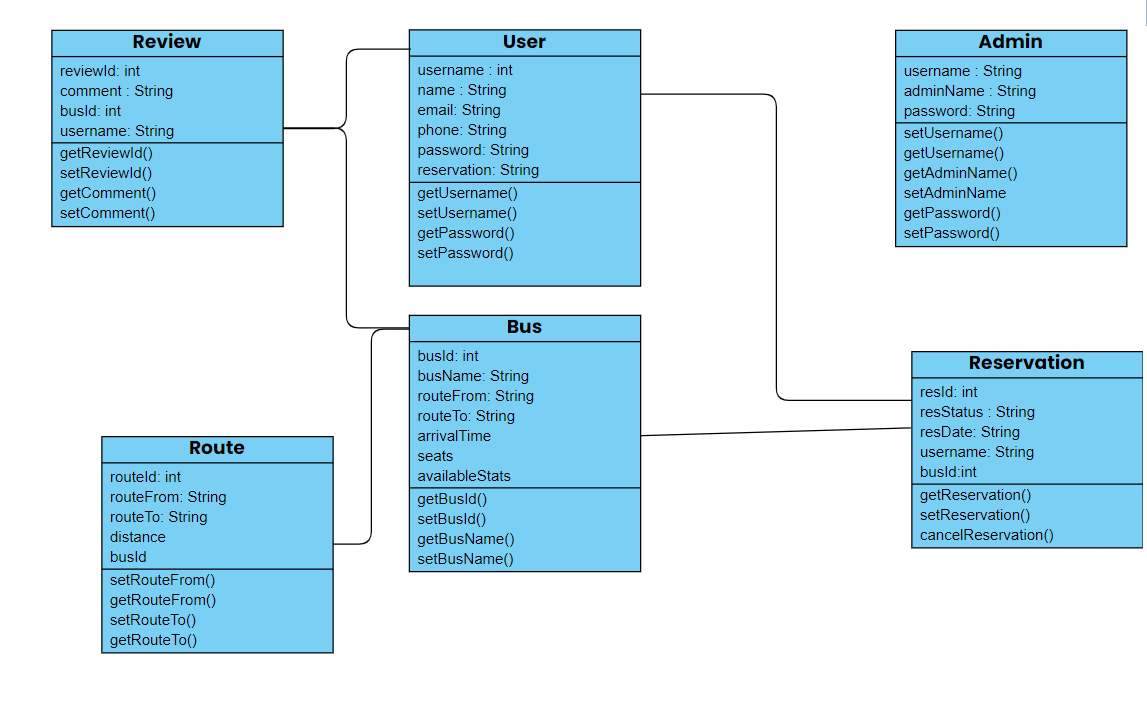 Review
reviewId: int
comment : String
busId: int
username: String
getReviewId()
setReviewId()
getComment()
setComment()
User
username : int
name : String
email: String
phone: String
password: String
reservation: String
getUsername()
setUsername()
getPassword()
setPassword()
Admin
username : String
adminName : String
password: String
setUsername()
getUsername()
getAdminName()
setAdminName
getPassword()
setPassword()
Bus
busId: int
busName: String
routeFrom: String
routeTo: String
arrivalTime
seats
availableStats
getBusId()
setBusId()
getBusName()
setBusName()
Reservation
resId: int
resStatus : String
resDate: String
username: String
busId:int
getReservation()
setReservation()
cancelReservation()
Route
routeId: int
routeFrom: String
routeTo: String
distance
busId
setRouteFrom()
getRouteFrom()
setRouteTo()
getRouteTo()